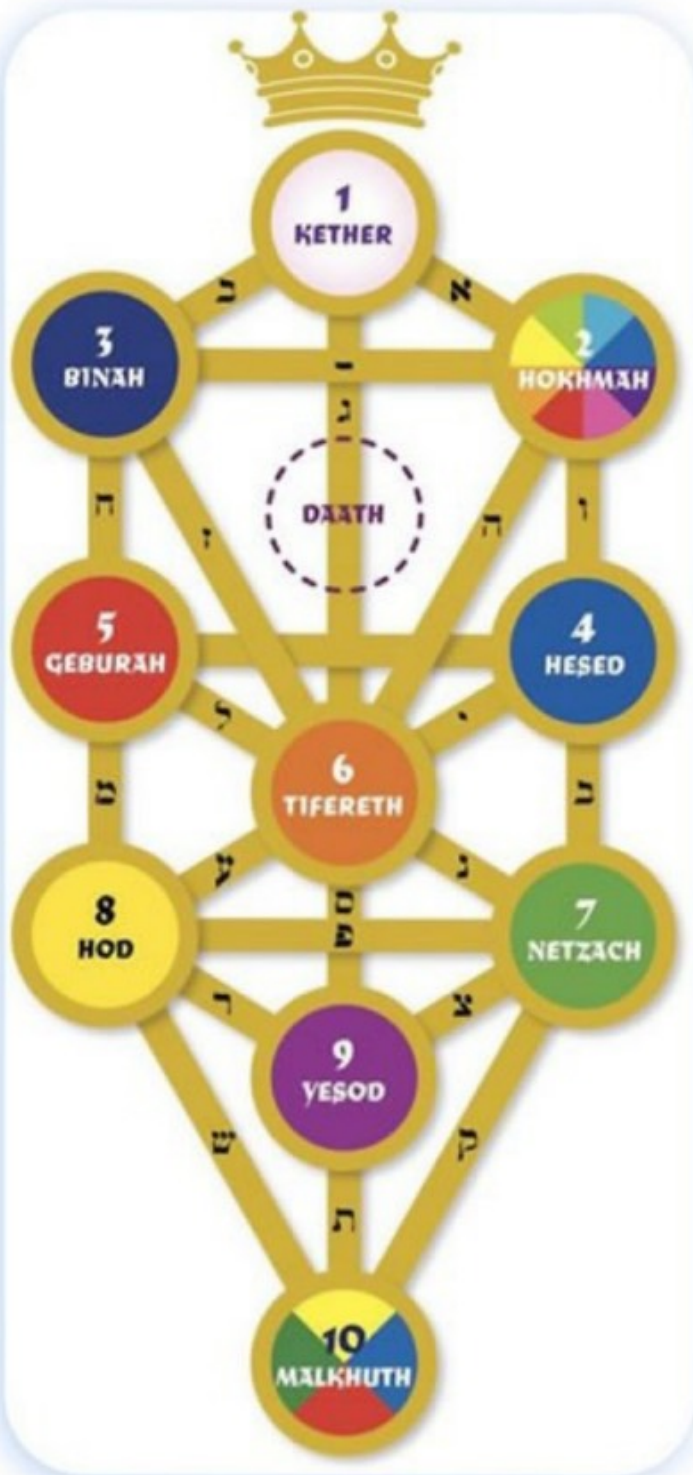 1
KETHER
א
3
BINAH
2
HOKHMAH
ג
ח
ז
DAATH
ה
ו
5
GEBURAH
4
HESED
ל
י
6
TIFERETH
מ
8
HOD
ס
ש
7
NETZACH
ר
צ
9
YESOD
ש
ק
ת
10
MALKHUTH